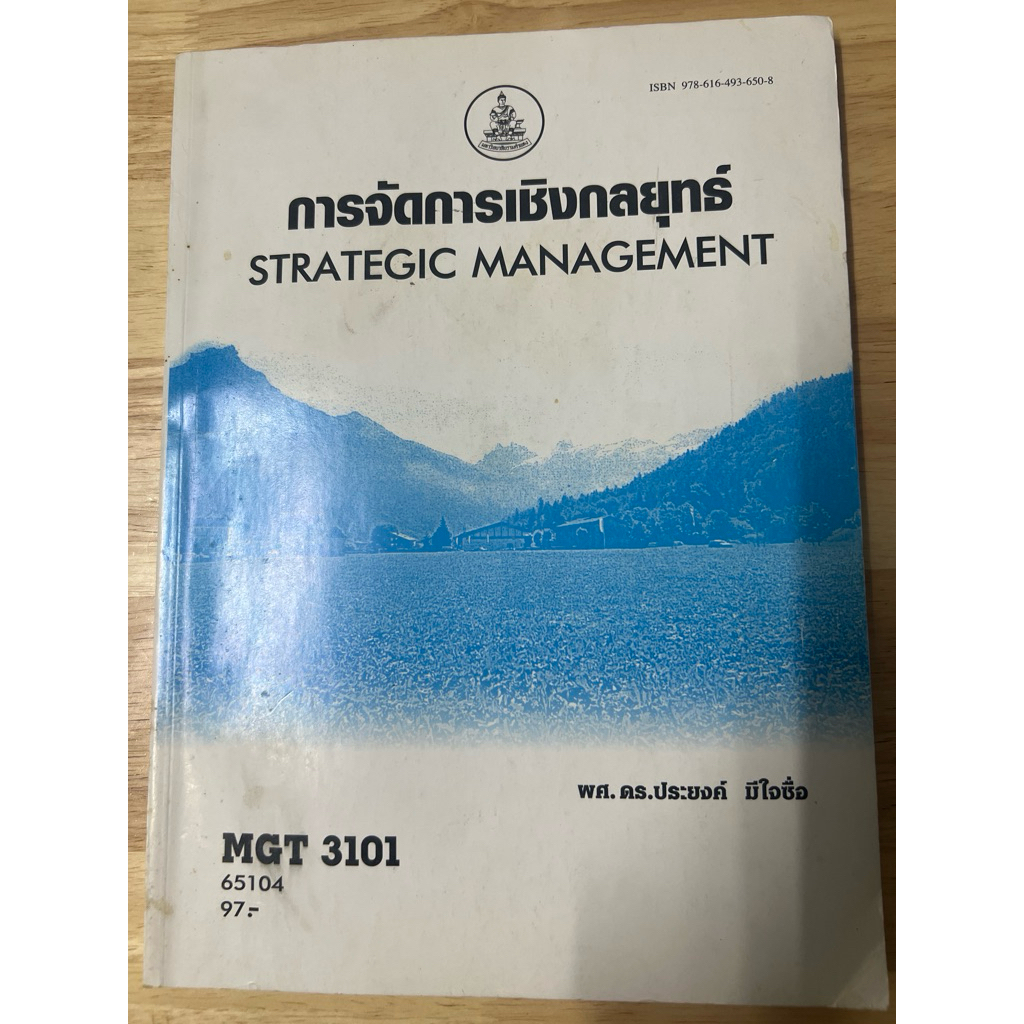 ISBN 978-616-493-650-8
การจัดการเชิงกลยุทธ์
STRATEGIC MANAGEMENT
ผศ.ดร.ประยงค์ มีใจซื่อ
MGT 3101
65104
97.-